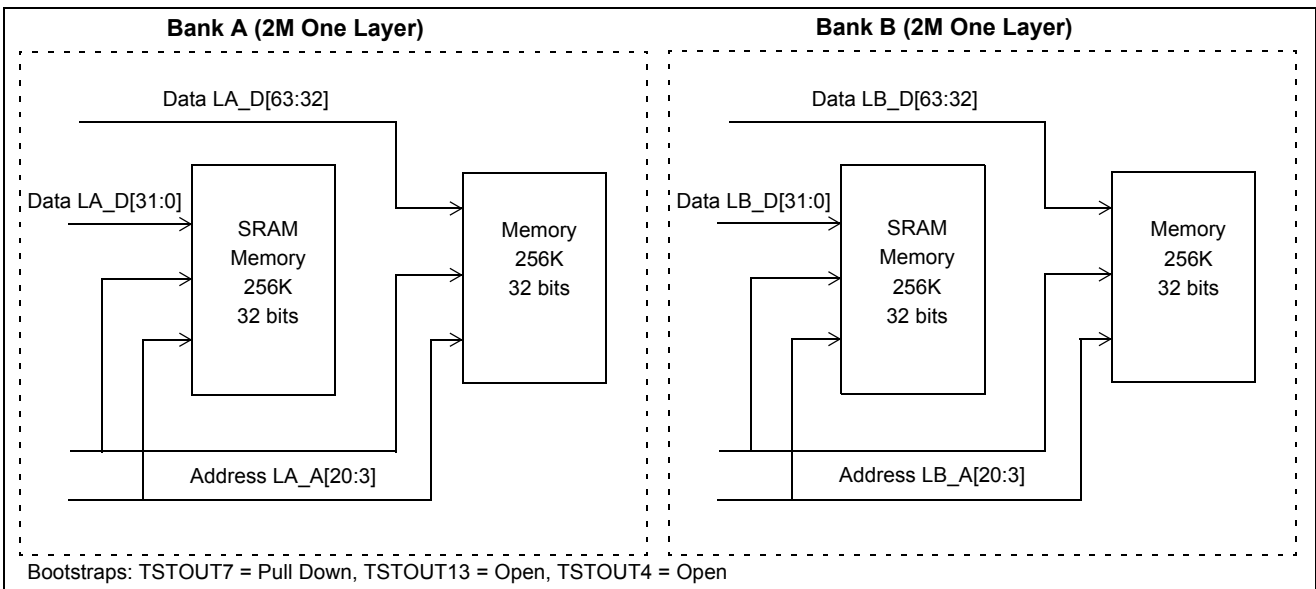 Bank A (2M One Layer)
Data LA_D[63:32]
Data LA_D[31:0]
SRAM
Memory
256K
32 bits
Memory
256K
32 bits
Address LA_A[20:3]
Bank B (2M One Layer)
Data LB_D[63:32]
Data LB_D[31:0]
SRAM
Memory
256K
32 bits
Memory
256K
32 bits
Address LB_A[20:3]
Bootstraps: TSTOUT7 = Pull Down, TSTOUT13 = Open, TSTOUT4 = Open